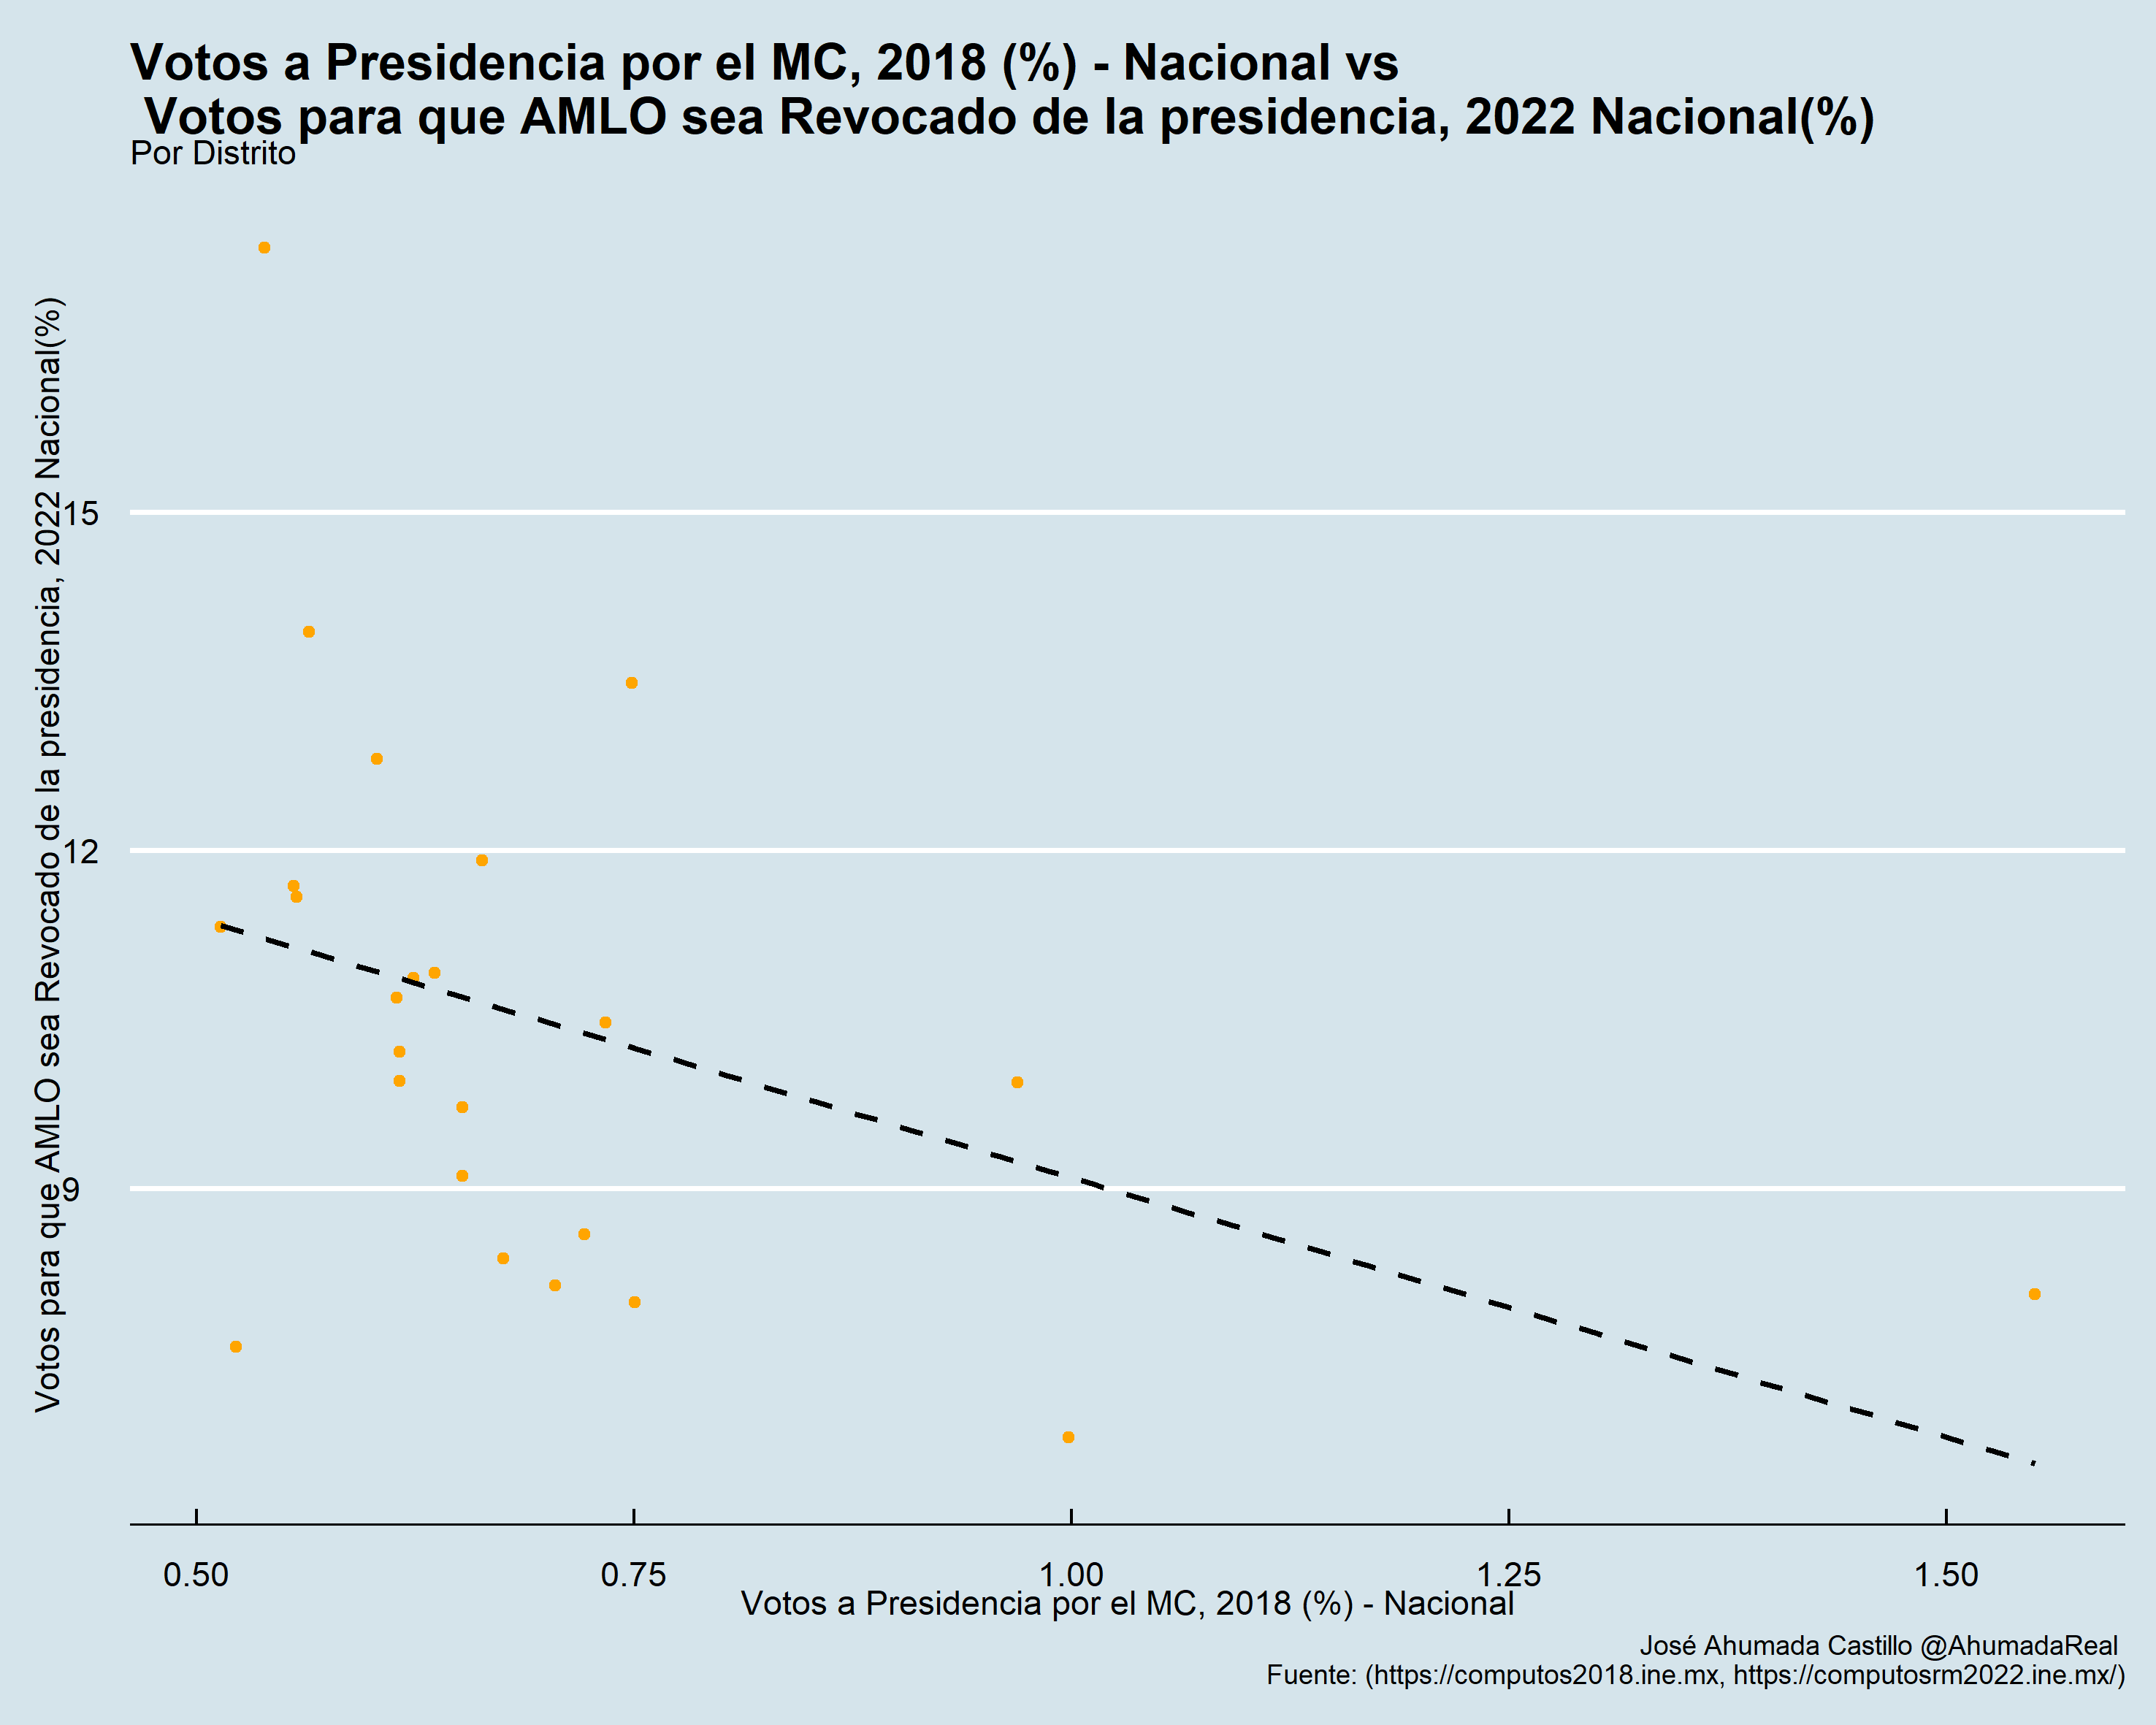 Votos a Presidencia por el MC, 2018 (%) - Nacional vs
Votos para que AMLO sea Revocado de la presidencia, 2022 Nacional(%)
Por Distrito
Votos para que AMLO sea Revocado de la presidencia, 2022 Nacional(%)
15
12
9
0.50
0.75
1.00
1.25
1.50
Votos a Presidencia por el MC, 2018 (%) - Nacional
José Ahumada Castillo @AhumadaReal
Fuente: (https://computos2018.ine.mx, https://computosrm2022.ine.mx/)